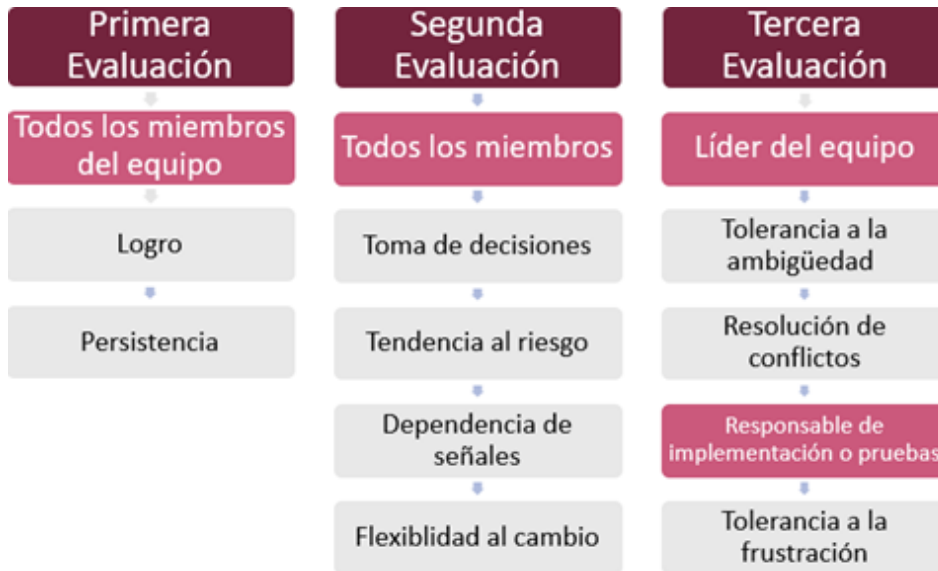 Primera
Evaluación
Todos los miembros
del equipo
Logro
Persistencia
Segunda
Evaluación
Todos los miembros
Toma de decisiones
Tendencia al riesgo
Dependencia de
señales
Flexiblidad al cambio
Tercera
Evaluación
Líder del equipo
Tolerancia a la
ambigüedad
Resolución de
conflictos
Responsable de
implementación o pruebas
Tolerancia a la
frustración